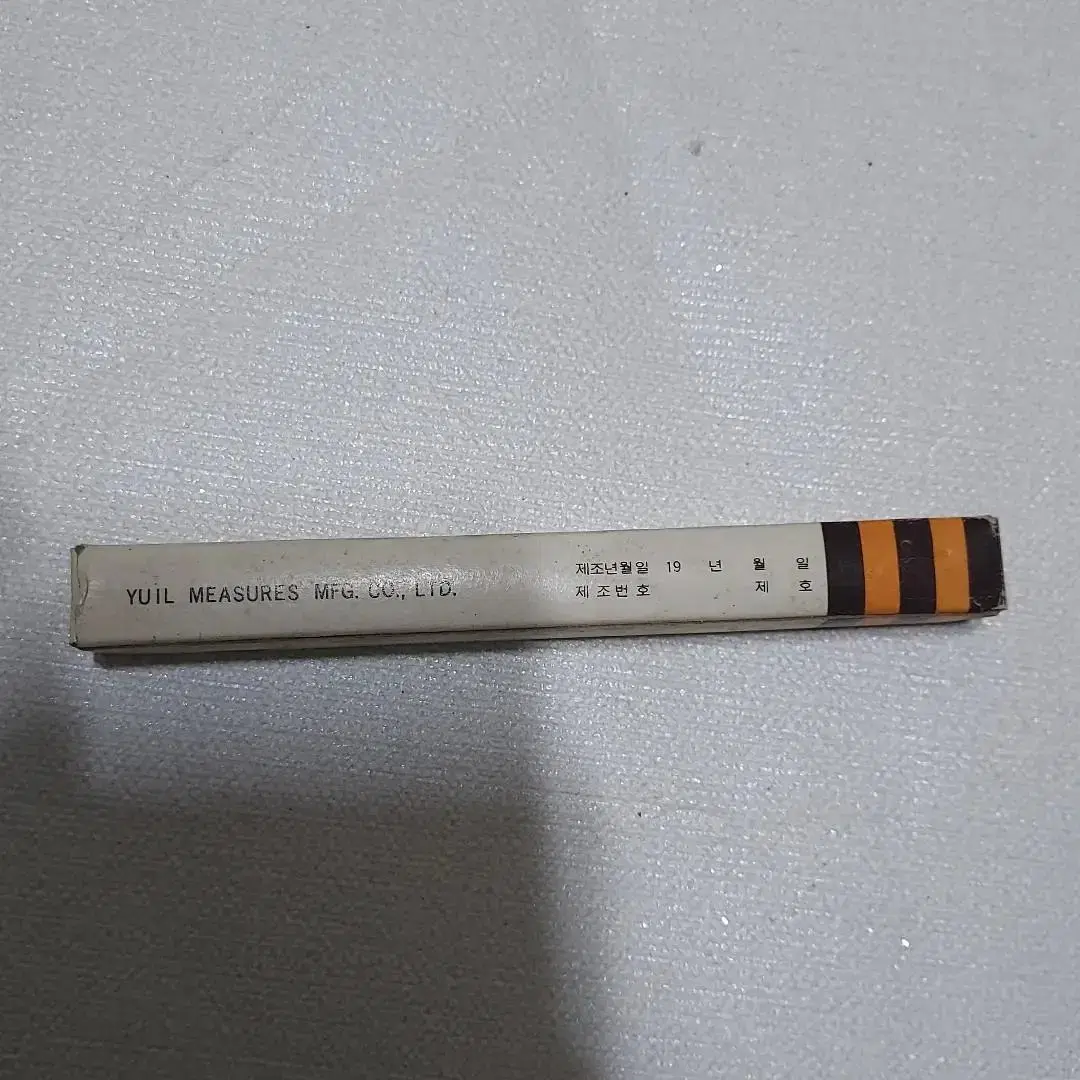 YUIL MEASURES MFG. CO., LTD.
제조년월일 19 년 월 일
제조번호 제 호